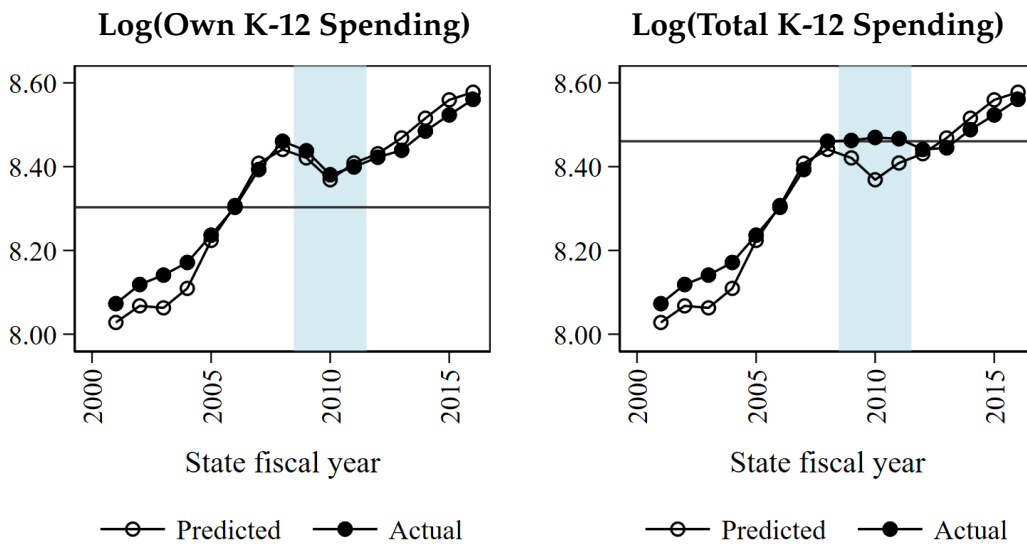 Log(Own K-12 Spending)
8.60
8.40
8.20
8.00
2000
2005
2010
2015
State fiscal year
Predicted Actual
Log(Total K-12 Spending)
8.60
8.40
8.20
8.00
2000
2005
2010
2015
State fiscal year
Predicted Actual